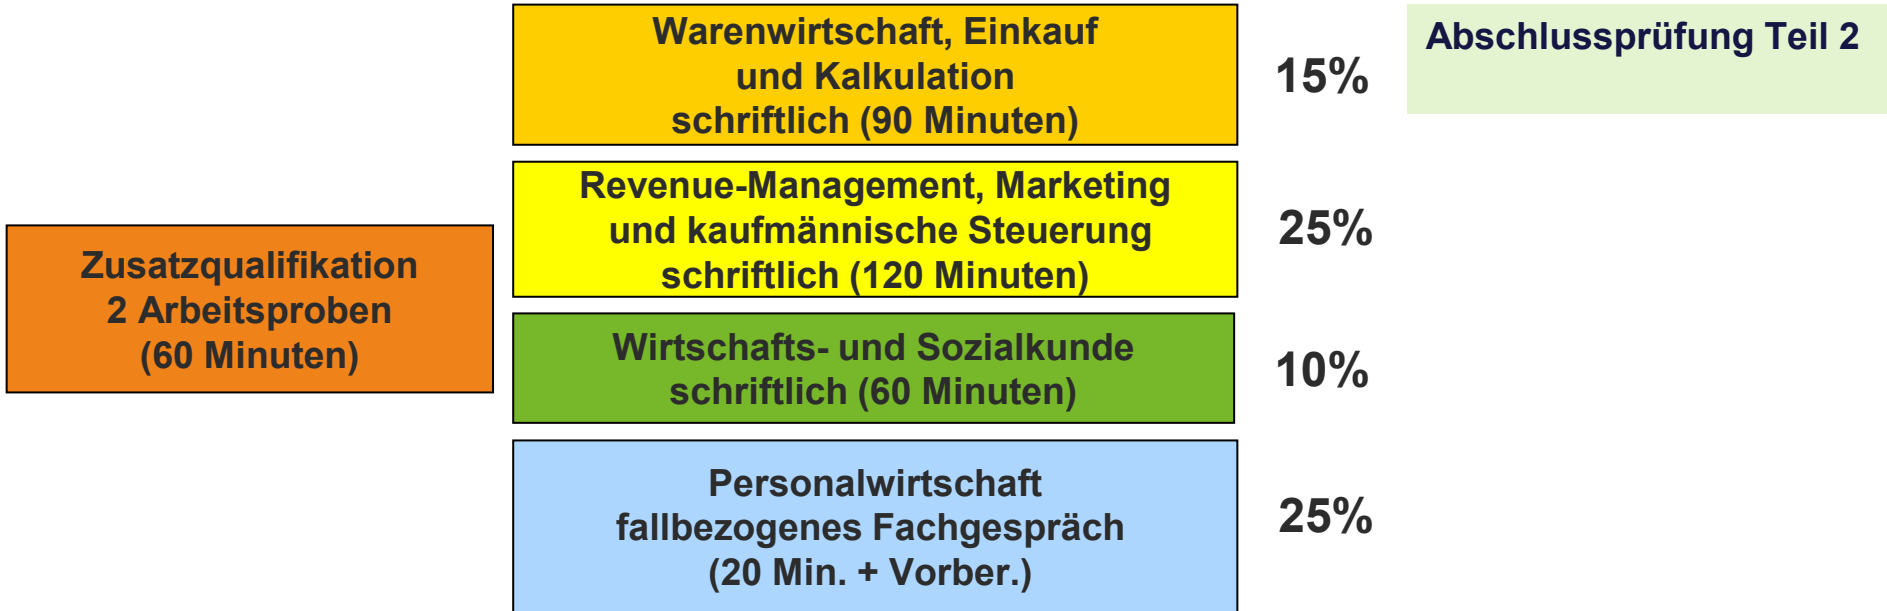 Zusatzqualifikation
2 Arbeitsproben
(60 Minuten)
Warenwirtschaft, Einkauf
und Kalkulation
schriftlich (90 Minuten)
15%
Revenue-Management, Marketing
und kaufmännische Steuerung
schriftlich (120 Minuten)
25%
Wirtschafts- und Sozialkunde
schriftlich (60 Minuten)
10%
Personalwirtschaft
fallbezogenes Fachgespräch
(20 Min. + Vorber.)
25%
Abschlussprüfung Teil 2